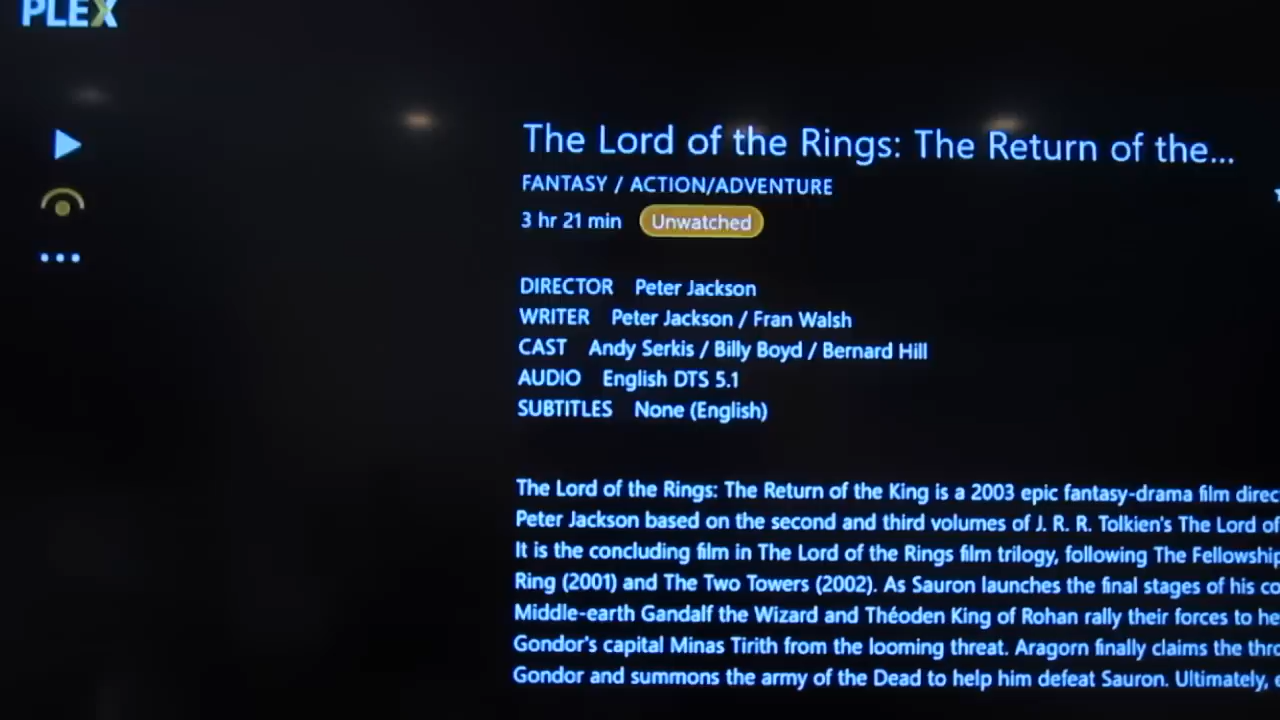 PLEX
The Lord of the Rings: The Return of the...
FANTASY / ACTION/ADVENTURE
3 hr 21 min Unwatched
DIRECTOR Peter Jackson
WRITER Peter Jackson / Fran Walsh
CAST Andy Serkis / Billy Boyd / Bernard Hill
AUDIO English DTS 5.1
SUBTITLES None (English)
The Lord of the Rings: The Return of the King is a 2003 epic fantasy-drama film direc
Peter Jackson based on the second and third volumes of J. R. R. Tolkien's The Lord of
It is the concluding film in The Lord of the Rings film trilogy, following The Fellowship
Ring (2001) and The Two Towers (2002). As Sauron launches the final stages of his co
Middle-earth Gandalf the Wizard and Théoden King of Rohan rally their forces to he
Gondor's capital Minas Tirith from the looming threat. Aragorn finally claims the thro
Gondor and summons the army of the Dead to help him defeat Sauron. Ultimately,